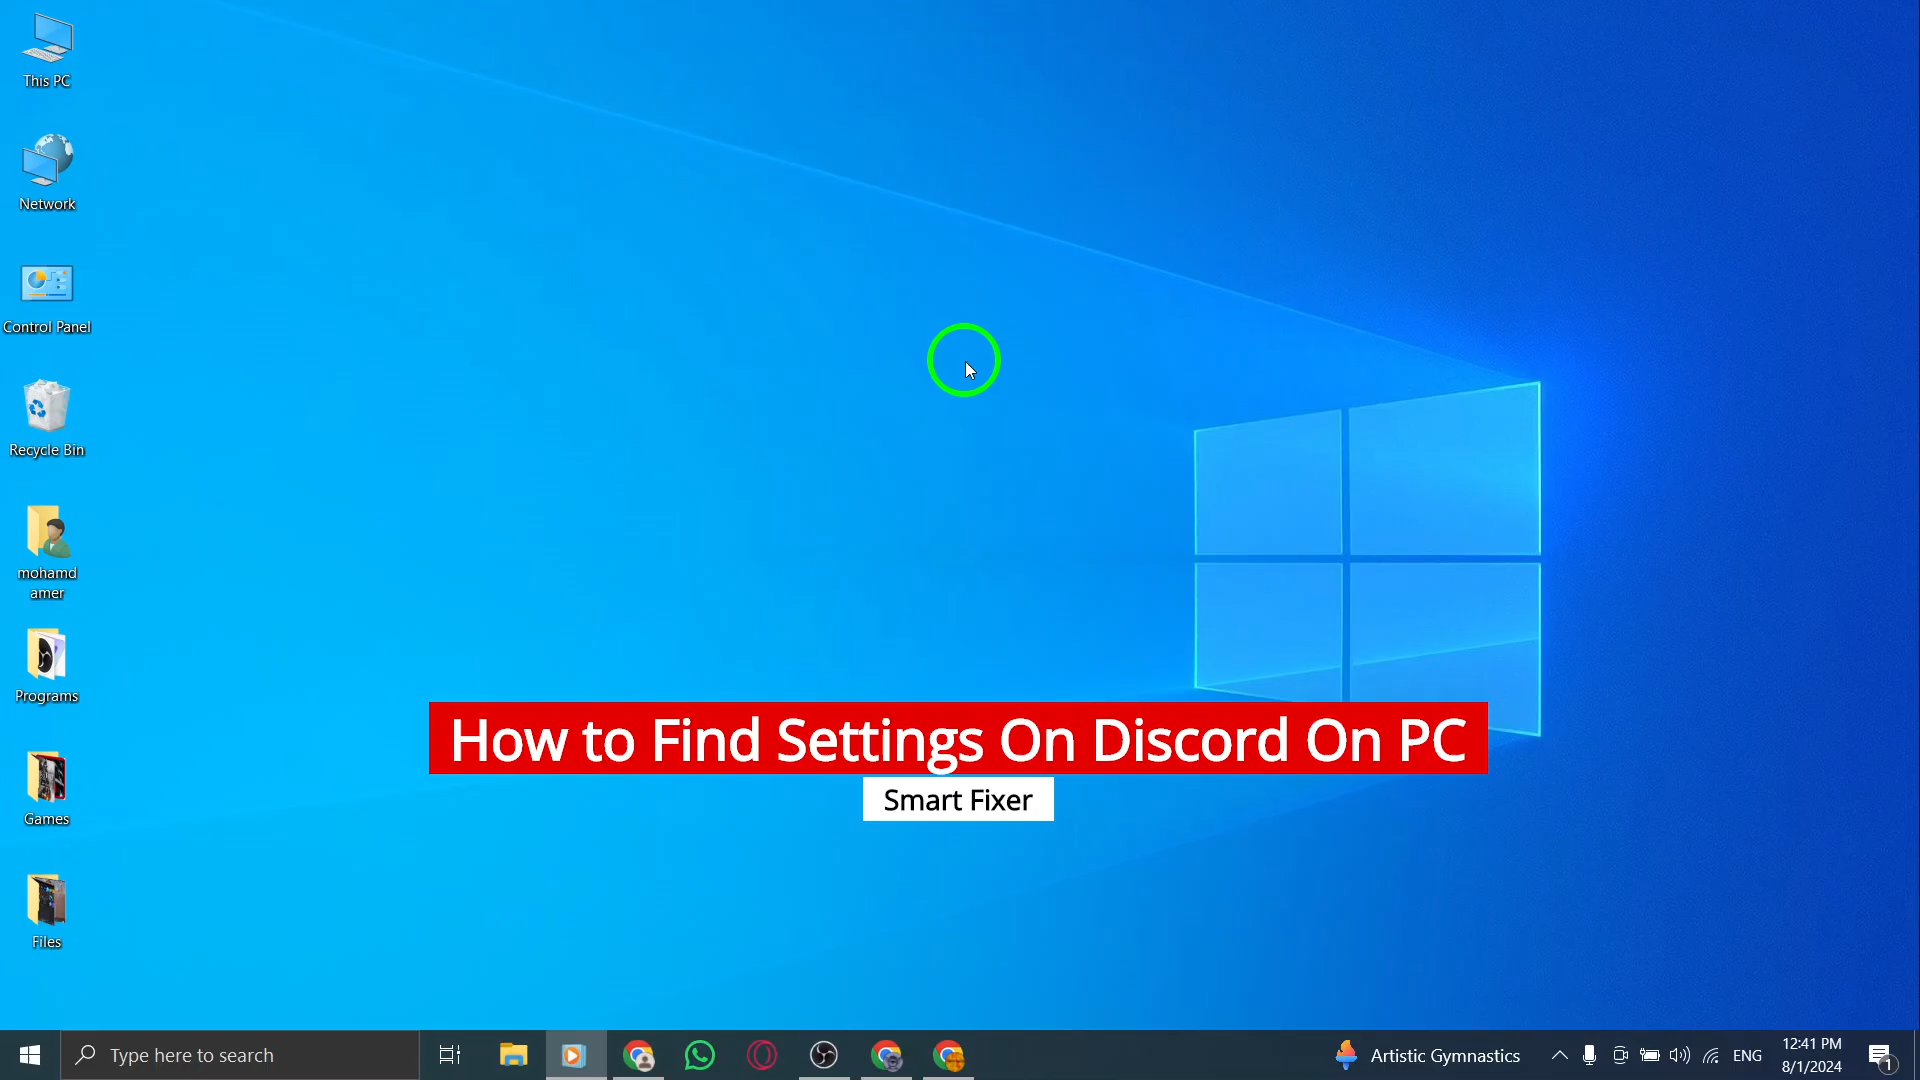 This PC
Network
Control Panel
Recycle Bin
mohamd
amer
Programs
Games
Files
How to Find Settings On Discord On PC
Smart Fixer
Type here to search
Artistic Gymnastics
ENG
12:41 PM
8/1/2024
1